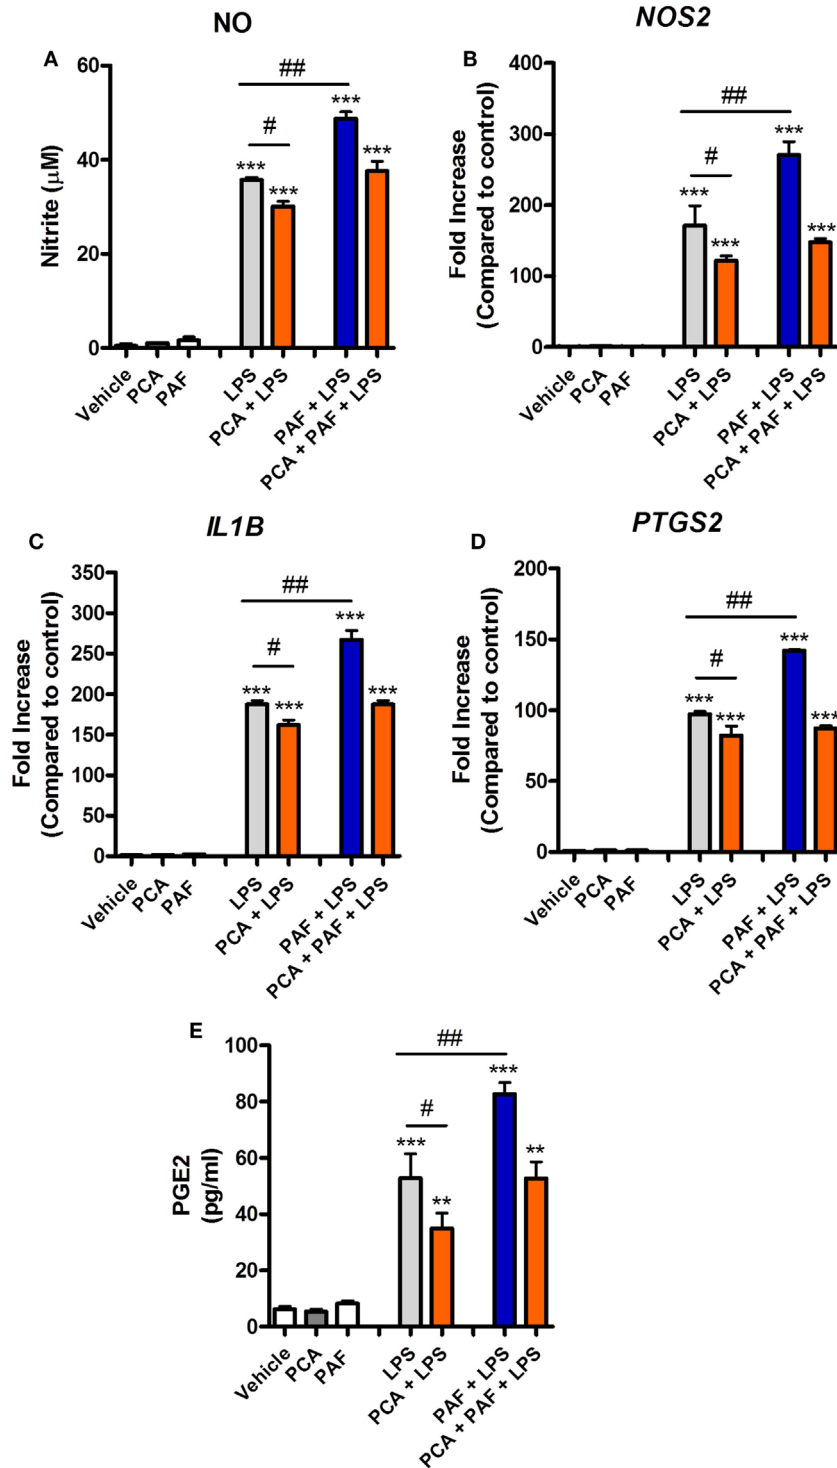 NO
A
Nitrite (μM)
60
40
20
0
##
#
***
***
***
***
Vehicle
PCA
PAF
LPS
PCA + LPS
PAF + LPS
PCA + PAF + LPS
NOS2
B
Fold Increase
(Compared to control)
400
300
200
100
0
##
#
***
***
***
***
Vehicle
PCA
PAF
LPS
PCA + LPS
PAF + LPS
PCA + PAF + LPS
IL1B
C
Fold Increase
(Compared to control)
350
300
250
200
150
100
50
0
##
#
***
***
***
***
Vehicle
PCA
PAF
LPS
PCA + LPS
PAF + LPS
PCA + PAF + LPS
PTGS2
D
Fold Increase
(Compared to control)
200
150
100
50
0
##
#
***
***
***
***
Vehicle
PCA
PAF
LPS
PCA + LPS
PAF + LPS
PCA + PAF + LPS
E
PGE2
(pg/ml)
100
80
60
40
20
0
##
#
***
**
***
**
Vehicle
PCA
PAF
LPS
PCA + LPS
PAF + LPS
PCA + PAF + LPS